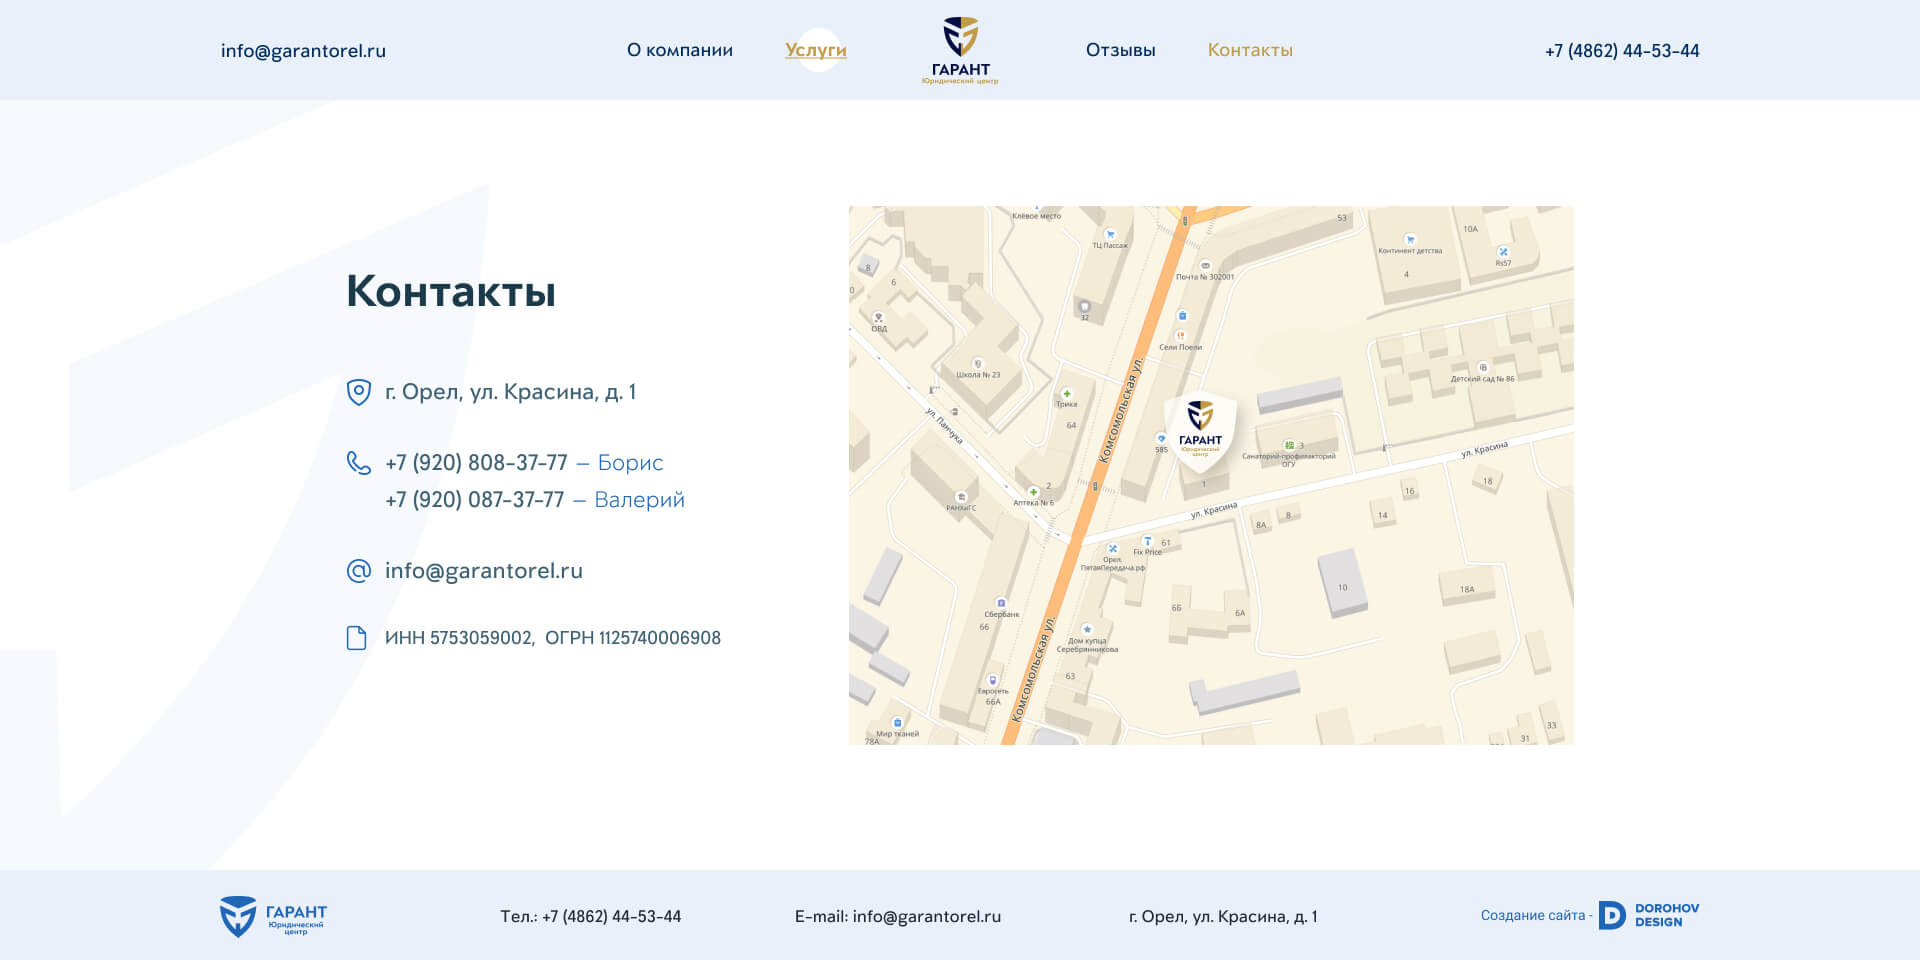 info@garantorel.ru
О компании
Услуги
ГАРАНТ
Юридический центр
Отзывы
Контакты
+7 (4862) 44-53-44
Контакты
г. Орел, ул. Красина, д. 1
+7 (920) 808-37-77 — Борис
+7 (920) 087-37-77 — Валерий
info@garantorel.ru
ИНН 5753059002, ОГРН 1125740006908
Клёвое место
53
ТЦ Пассаж
10А
Континент детства
4
Rs57
8
6
Почта № 302001
32
ОВД
Сели Поели
Школа № 23
Комсомольская ул.
Детский сад № 86
Трика
64
ул. Панчука
ГАРАНТ
Юридический
центр
585
3
Санаторий-профилакторий
ОГУ
ул. Красина
2
1
18
16
Аптека № 6
РАНХиГС
ул. Красина
8А
8
14
61
Fix Price
Орел,
ПятаяПередача.рф
10
18А
Сбербанк
66
6Б
6А
Дом купца
Серебрянникова
Комсомольская ул.
63
Евросеть
66А
Мир тканей
78А
33
31
35
ГАРАНТ
Юридический
центр
Тел.: +7 (4862) 44-53-44
E-mail: info@garantorel.ru
г. Орел, ул. Красина, д. 1
Создание сайта -
DOROHOV
DESIGN